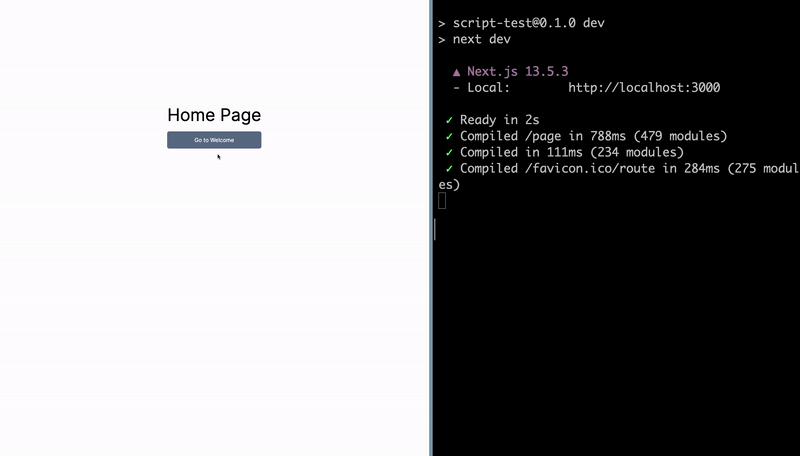 Home Page
Go to Welcome
> script-test@0.1.0 dev
> next dev
▲ Next.js 13.5.3
- Local: http://localhost:3000
✓ Ready in 2s
✓ Compiled /page in 788ms (479 modules)
✓ Compiled in 111ms (234 modules)
✓ Compiled /favicon.ico/route in 284ms (275 modul
es)